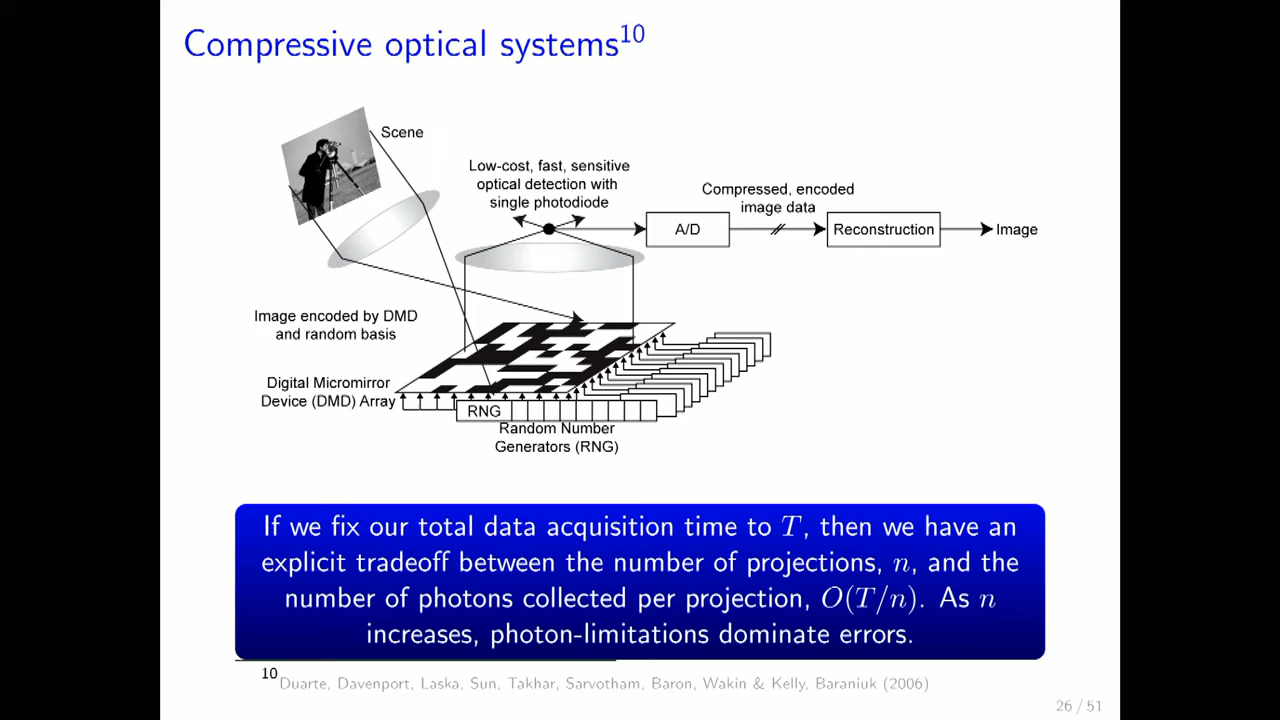 Compressive optical systems10
Scene
Low-cost, fast, sensitive
optical detection with
single photodiode
Compressed, encoded
image data
A/D
Reconstruction
Image
Image encoded by DMD
and random basis
Digital Micromirror
Device (DMD) Array
RNG
Random Number
Generators (RNG)
If we fix our total data acquisition time to T, then we have an
explicit tradeoff between the number of projections, n, and the
number of photons collected per projection, O(T/n). As n
increases, photon-limitations dominate errors.
10 Duarte, Davenport, Laska, Sun, Takhar, Sarvotham, Baron, Wakin & Kelly, Baraniuk (2006)
26 / 51